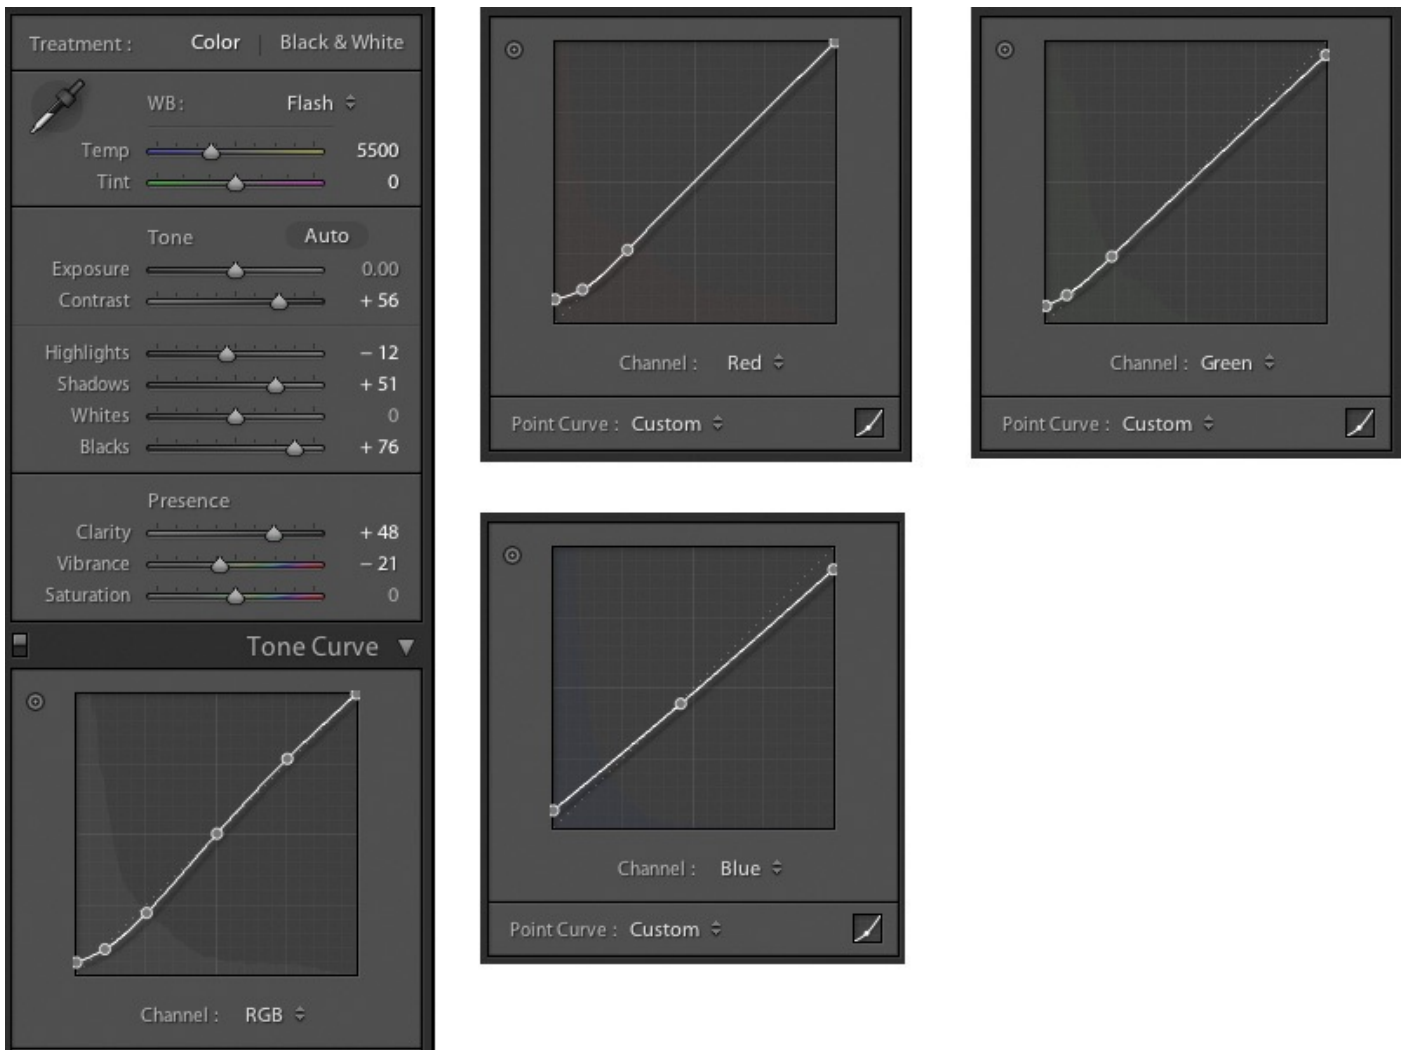 Treatment : Color | Black & White
WB : Flash
Temp 5500
Tint 0
Tone Auto
Exposure 0.00
Contrast + 56
Highlights – 12
Shadows + 51
Whites 0
Blacks + 76
Presence
Clarity + 48
Vibrance – 21
Saturation 0
Tone Curve
Channel : RGB
Channel : Red
Point Curve : Custom
Channel : Green
Point Curve : Custom
Channel : Blue
Point Curve : Custom